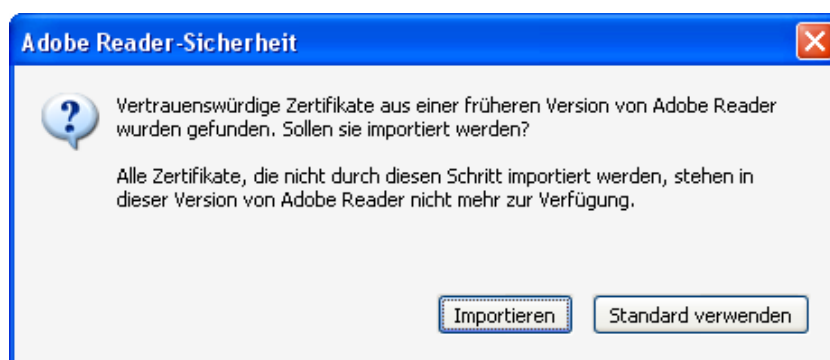 Adobe Reader-Sicherheit
Vertrauenswürdige Zertifikate aus einer früheren Version von Adobe Reader
wurden gefunden. Sollen sie importiert werden?
Alle Zertifikate, die nicht durch diesen Schritt importiert werden, stehen in
dieser Version von Adobe Reader nicht mehr zur Verfügung.
Importieren
Standard verwenden